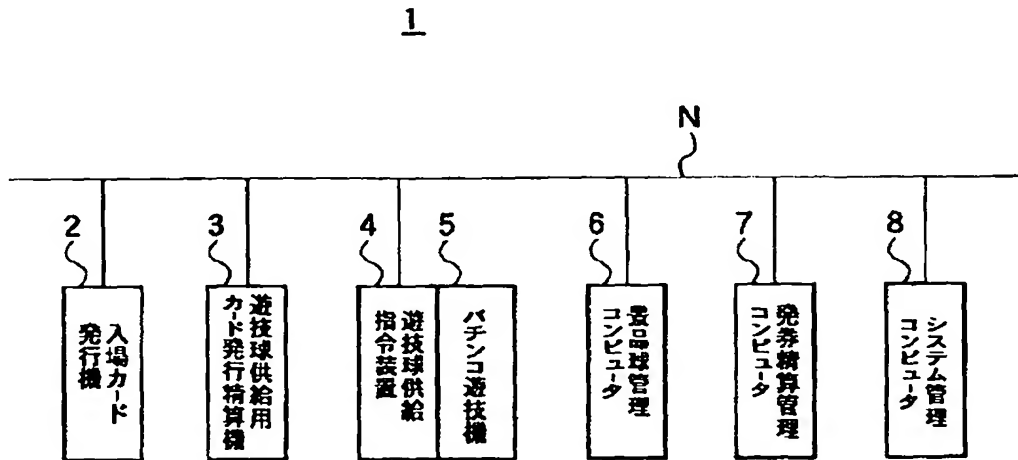 1
N
2
3
4
5
6
7
8
入場カード
発行機
遊技球供給用
カード発行精算機
遊技球供給
指令装置
パチンコ遊技機
景品球管理
コンピュータ
発券精算管理
コンピュータ
システム管理
コンピュータ